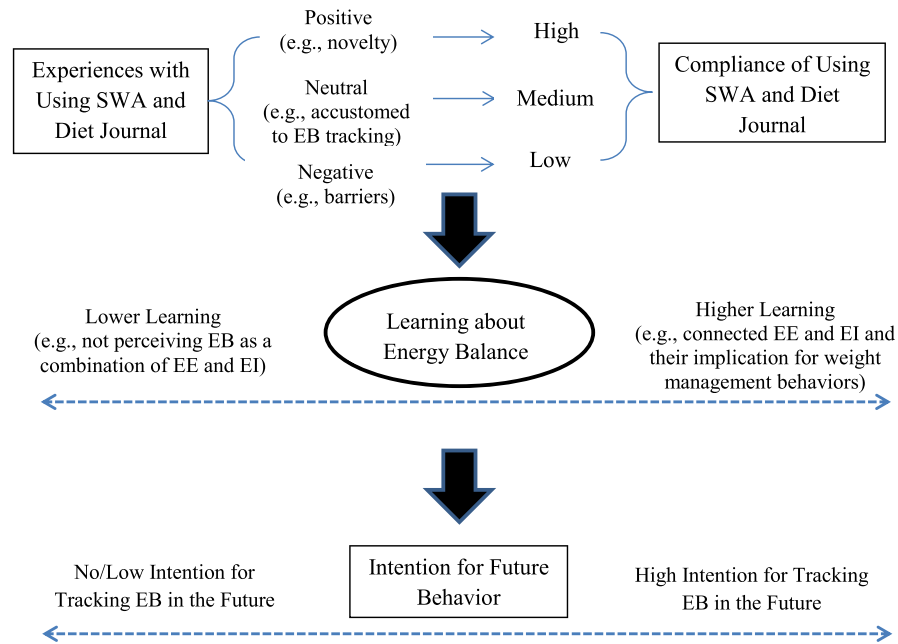 Experiences with
Using SWA and
Diet Journal
Positive
(e.g., novelty)
Neutral
(e.g., accustomed
to EB tracking)
Negative
(e.g., barriers)
High
Medium
Low
Compliance of Using
SWA and Diet
Journal
Lower Learning
(e.g., not perceiving EB as a
combination of EE and EI)
Learning about
Energy Balance
Higher Learning
(e.g., connected EE and EI and
their implication for weight
management behaviors)
No/Low Intention for
Tracking EB in the Future
Intention for Future
Behavior
High Intention for Tracking
EB in the Future